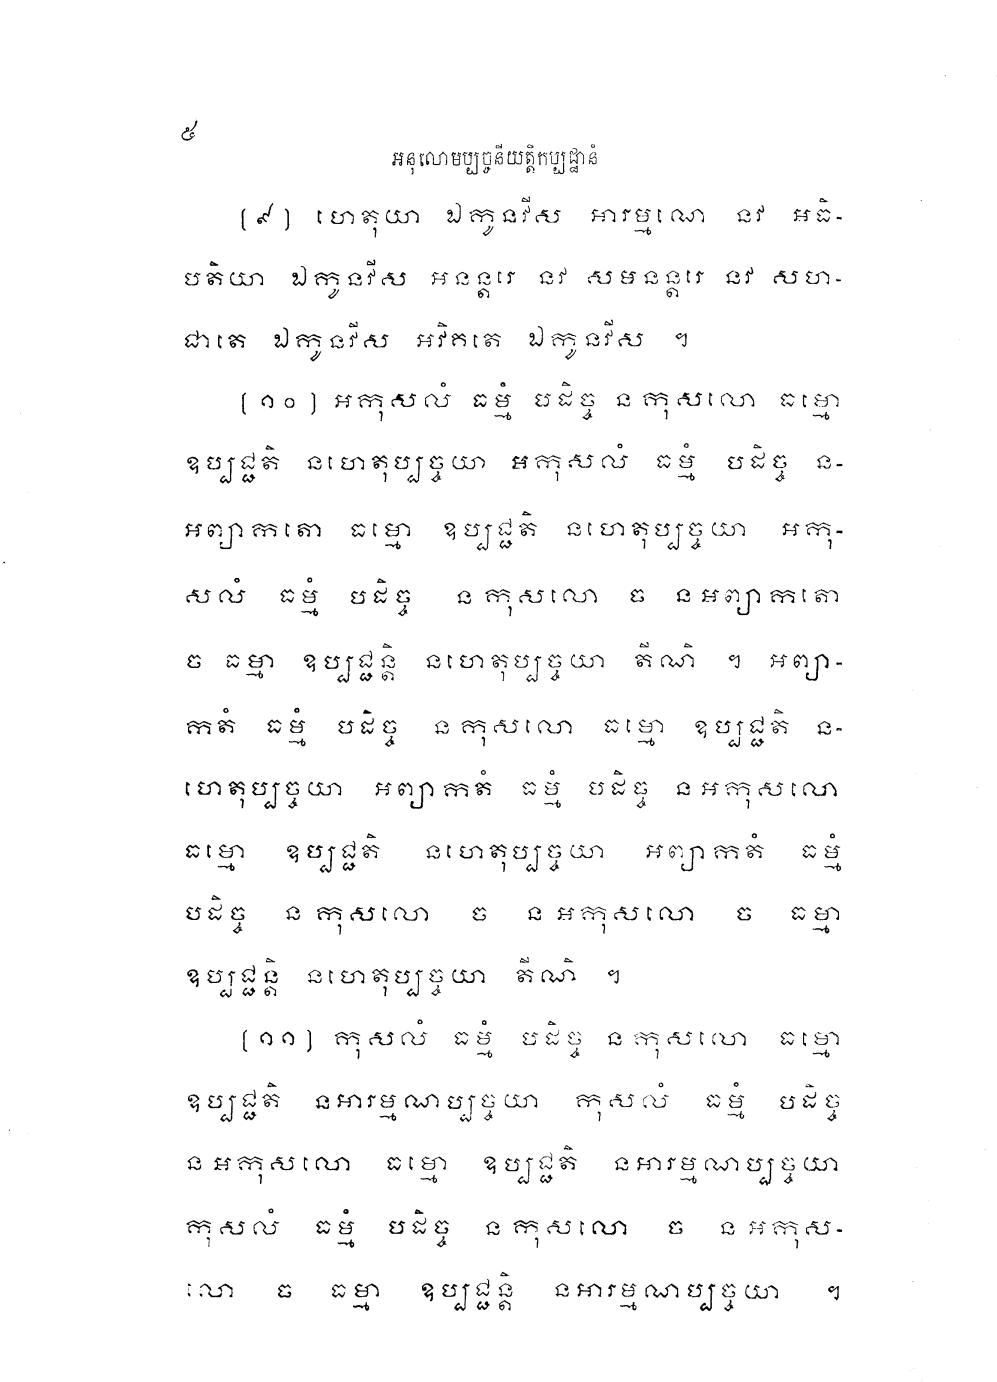 ៥
អនុលោមប្បច្ចនីយត្តិកប្បដ្ឋានំ
(៩) ហេតុយា ឯកូនវីស អារម្មណេ នវ អធិ-
បតិយា ឯកូនវីស អនន្តរេ នវ សមនន្តរេ នវ សហ-
ជាតេ ឯកូនវីស អវិគតេ ឯកូនវីស ។
(១០) អកុសលំ ធម្មំ បដិច្ច ន កុសលោ ធម្មោ
ឧប្បជ្ជតិ នហេតុប្បច្ចយា អកុសលំ ធម្មំ បដិច្ច ន-
អព្យាកតោ ធម្មោ ឧប្បជ្ជតិ នហេតុប្បច្ចយា អកុ-
សលំ ធម្មំ បដិច្ច ន កុសលោ ច ន អព្យាកតោ
ច ធម្មា ឧប្បជ្ជន្តិ នហេតុប្បច្ចយា តីណិ ។ អព្យា-
កតំ ធម្មំ បដិច្ច ន កុសលោ ធម្មោ ឧប្បជ្ជតិ ន-
ហេតុប្បច្ចយា អព្យាកតំ ធម្មំ បដិច្ច ន អកុសលោ
ធម្មោ ឧប្បជ្ជតិ នហេតុប្បច្ចយា អព្យាកតំ ធម្មំ
បដិច្ច ន កុសលោ ច ន អកុសលោ ច ធម្មា
ឧប្បជ្ជន្តិ នហេតុប្បច្ចយា តីណិ ។
(១១) កុសលំ ធម្មំ បដិច្ច ន កុសលោ ធម្មោ
ឧប្បជ្ជតិ នអារម្មណប្បច្ចយា កុសលំ ធម្មំ បដិច្ច
ន អកុសលោ ធម្មោ ឧប្បជ្ជតិ នអារម្មណប្បច្ចយា
កុសលំ ធម្មំ បដិច្ច ន កុសលោ ច ន អកុស-
លោ ច ធម្មា ឧប្បជ្ជន្តិ នអារម្មណប្បច្ចយា ។